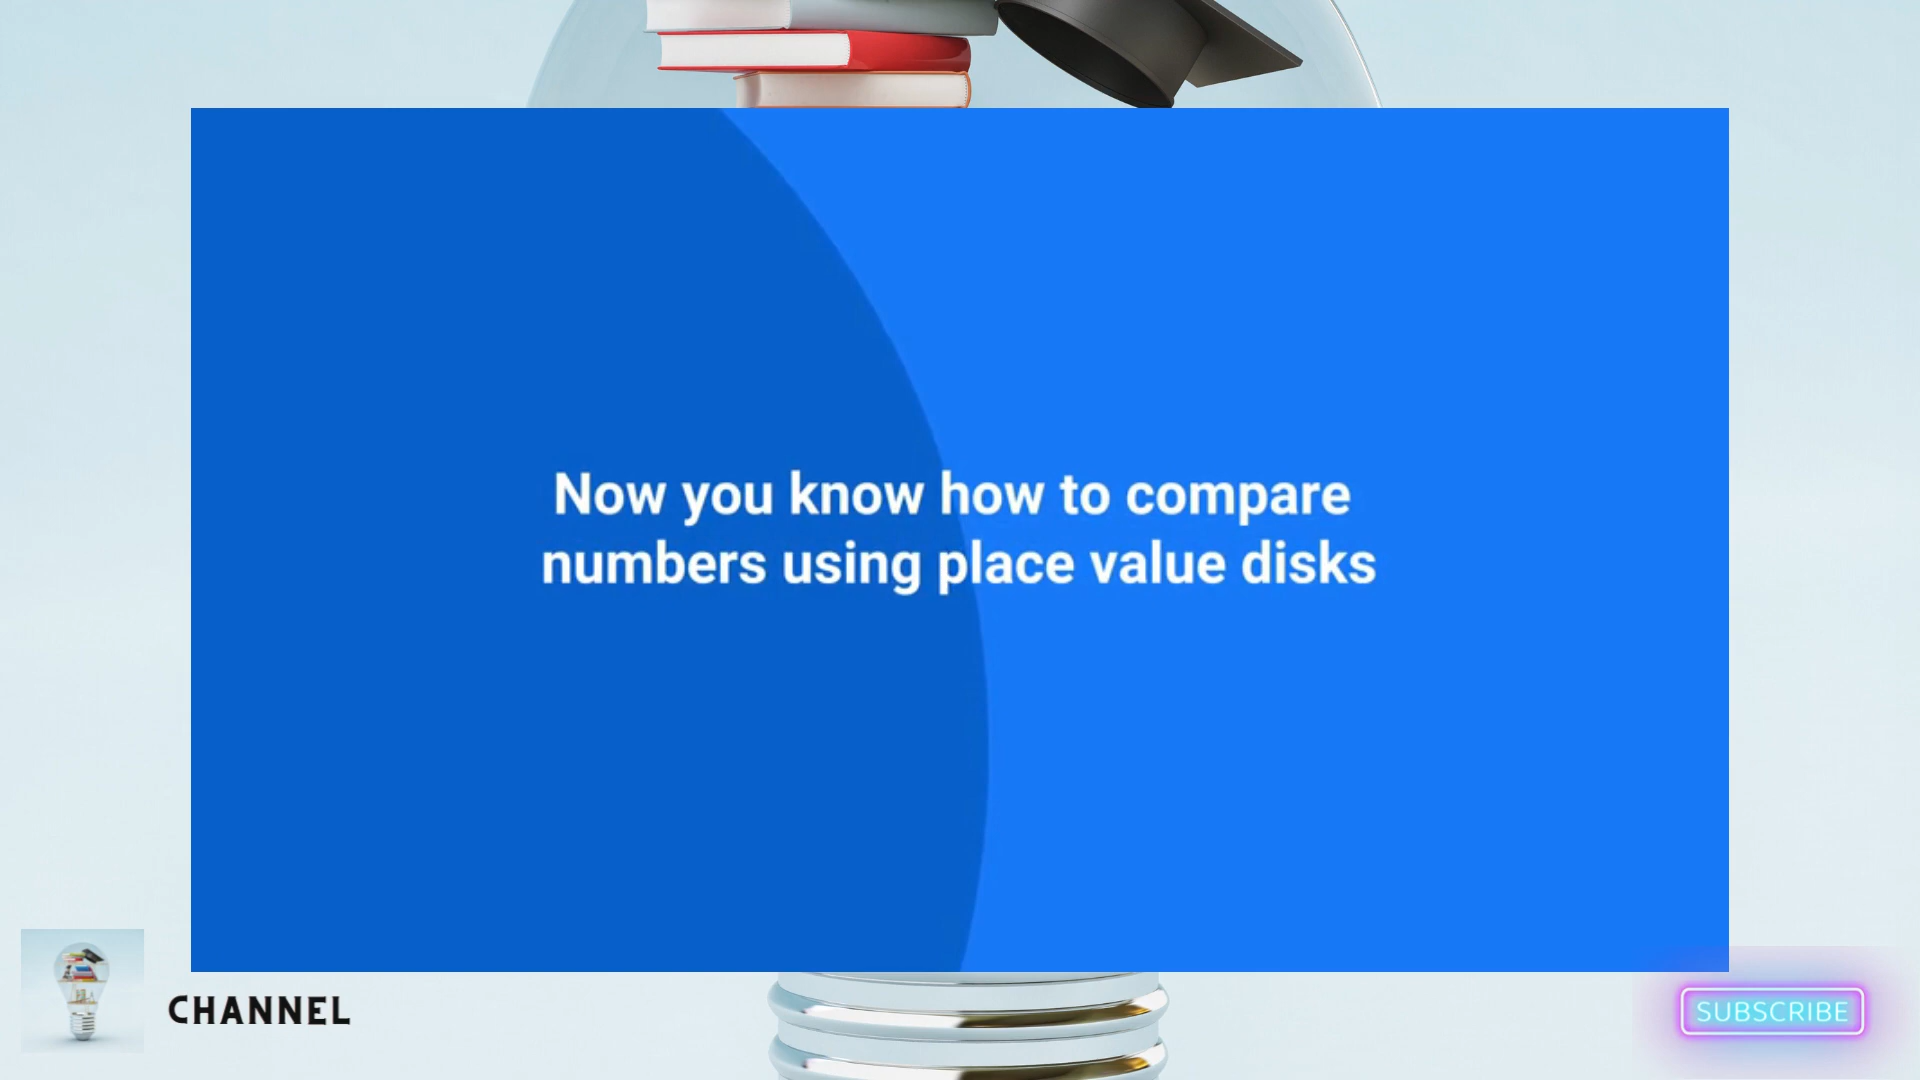 Now you know how to compare
numbers using place value disks
CHANNEL
SUBSCRIBE